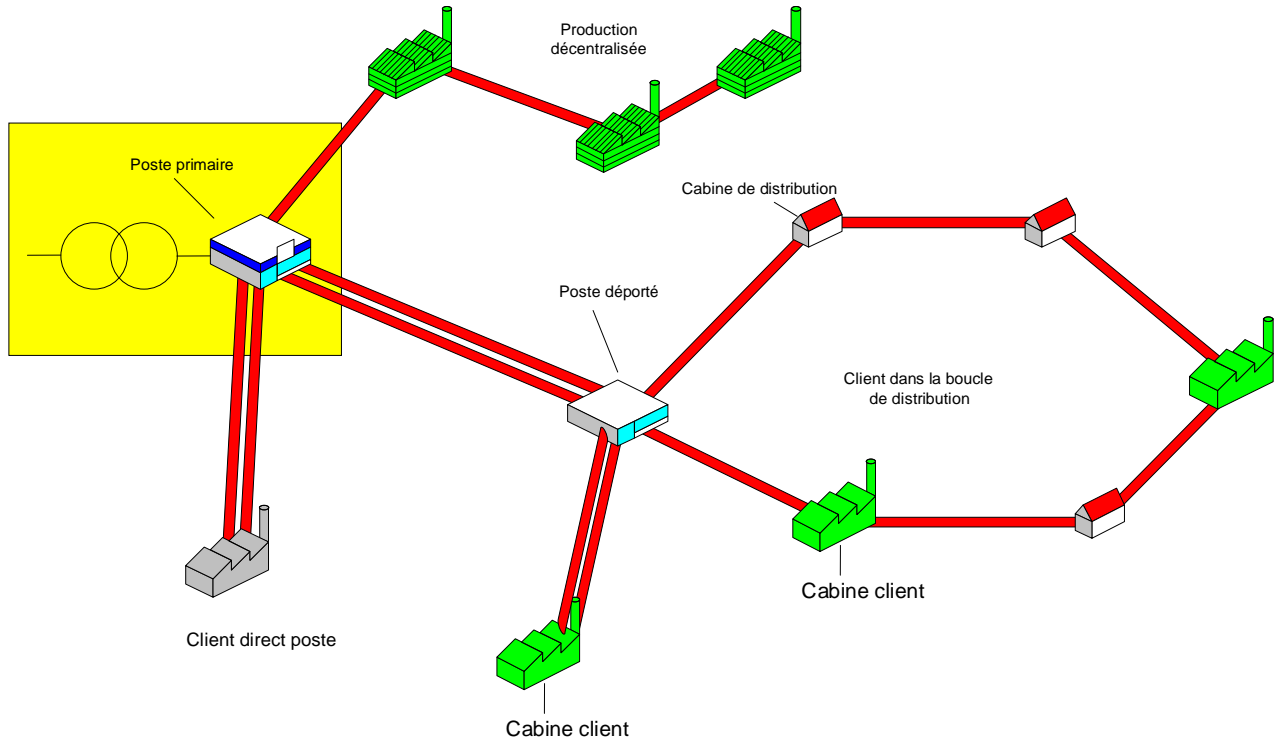 Production
décentralisée
Poste primaire
Cabine de distribution
Poste déporté
Client dans la boucle
de distribution
Cabine client
Client direct poste
Cabine client